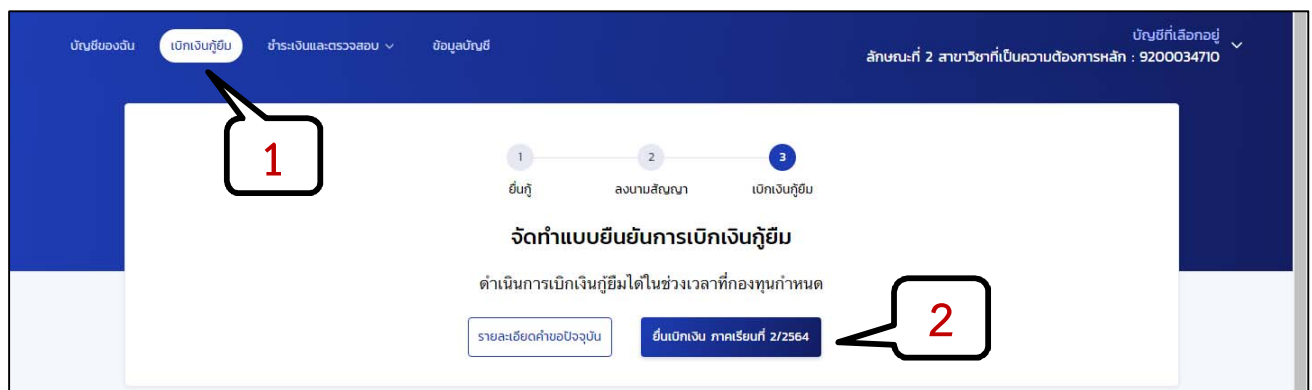 บัญชีของฉัน เบิกเงินกู้ยืม ชำระเงินและตรวจสอบ ข้อมูลบัญชี
บัญชีที่เลือกอยู่
ลักษณะที่ 2 สาขาวิชาที่เป็นความต้องการหลัก : 9200034710
1
1 2 3
ยื่นกู้ ลงนามสัญญา เบิกเงินกู้ยืม
จัดทำแบบยืนยันการเบิกเงินกู้ยืม
ดำเนินการเบิกเงินกู้ยืมได้ในช่วงเวลาที่กองทุนกำหนด
รายละเอียดคำขอปัจจุบัน ยื่นเบิกเงิน ภาคเรียนที่ 2/2564
2